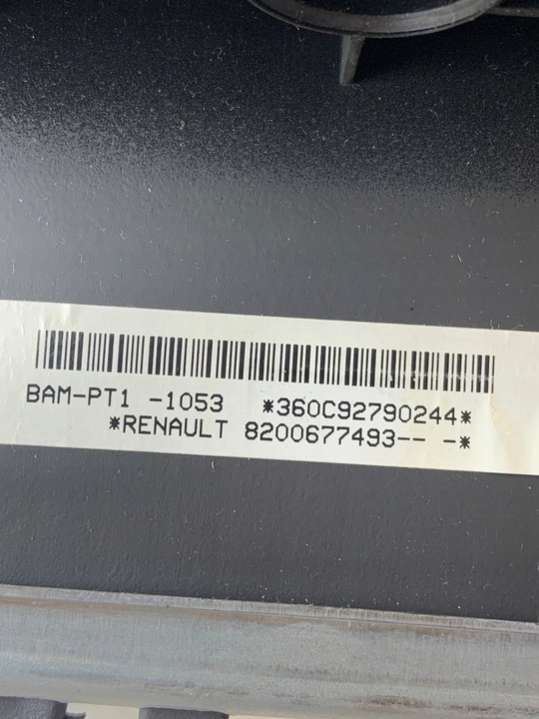 BAM-PT1 -1053 *360C92790244*
*RENAULT 8200677493-- -*